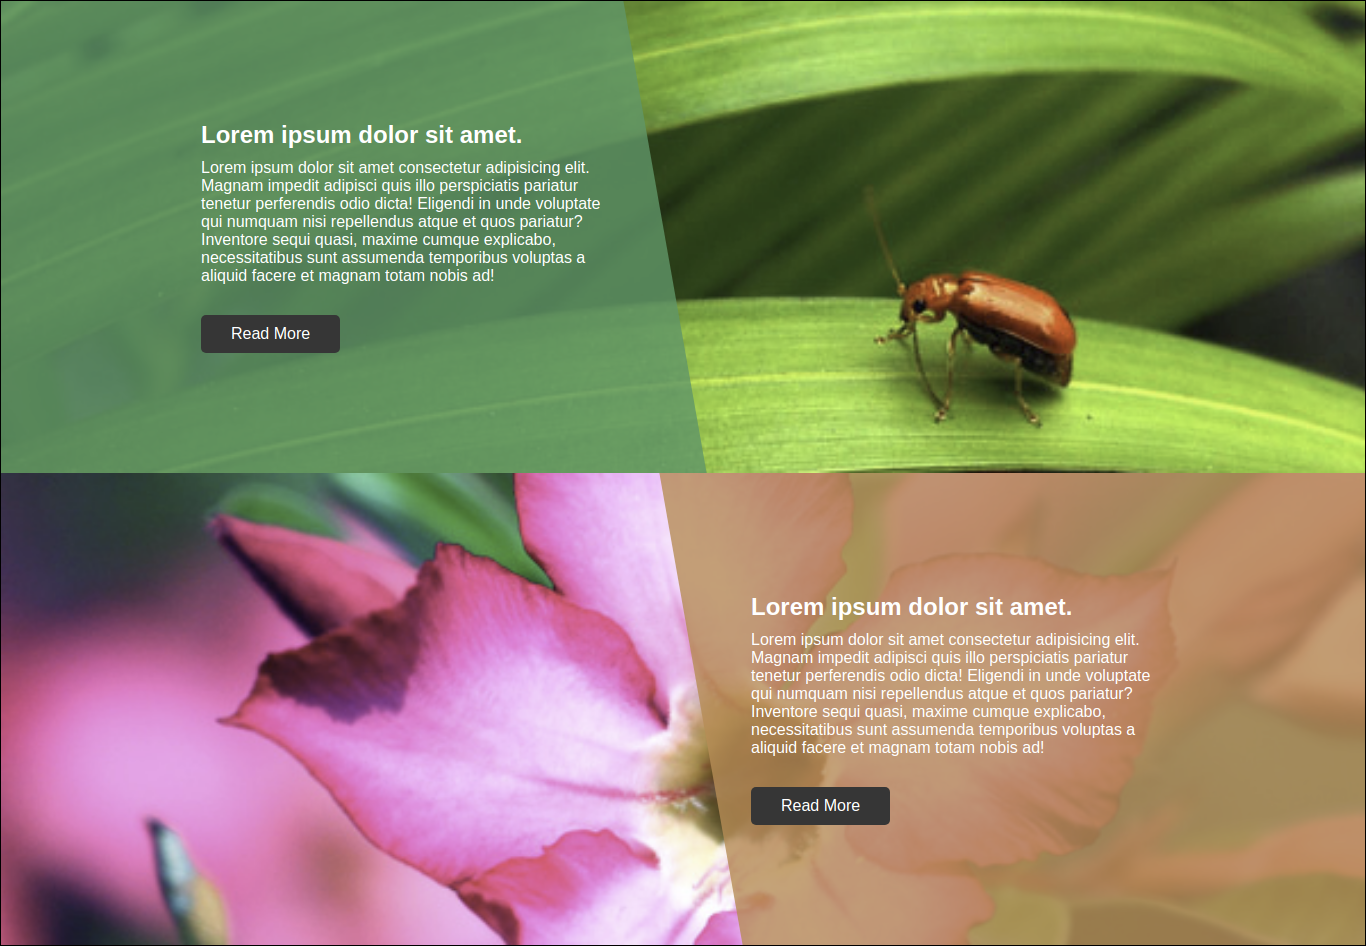 Lorem ipsum dolor sit amet.
Lorem ipsum dolor sit amet consectetur adipisicing elit.
Magnam impedit adipisci quis illo perspiciatis pariatur
tenetur perferendis odio dicta! Eligendi in unde voluptate
qui numquam nisi repellendus atque et quos pariatur?
Inventore sequi quasi, maxime cumque explicabo,
necessitatibus sunt assumenda temporibus voluptas a
aliquid facere et magnam totam nobis ad!
Read More
Lorem ipsum dolor sit amet.
Lorem ipsum dolor sit amet consectetur adipisicing elit.
Magnam impedit adipisci quis illo perspiciatis pariatur
tenetur perferendis odio dicta! Eligendi in unde voluptate
qui numquam nisi repellendus atque et quos pariatur?
Inventore sequi quasi, maxime cumque explicabo,
necessitatibus sunt assumenda temporibus voluptas a
aliquid facere et magnam totam nobis ad!
Read More